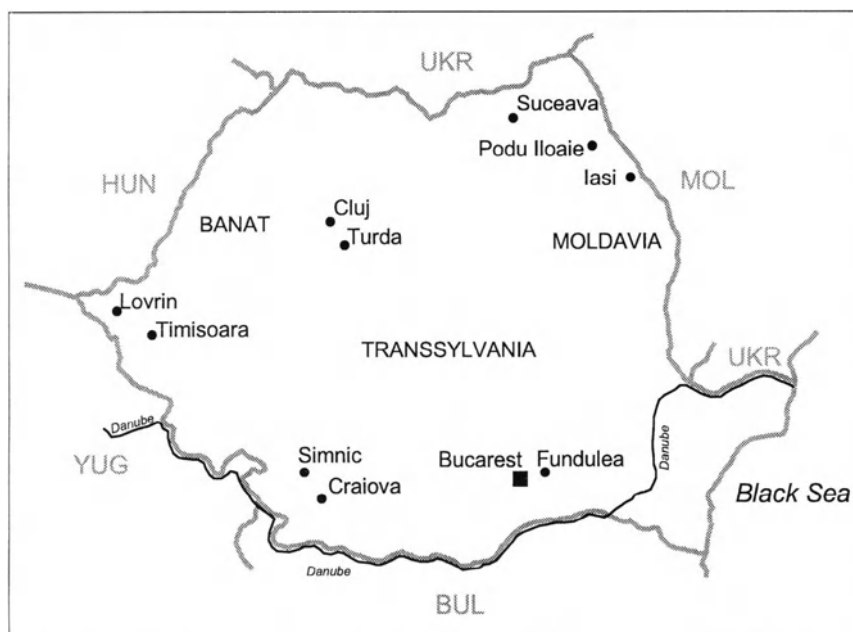 UKR
Suceava
Podu Iloaie
HUN
Iasi
MOL
Cluj
BANAT
Turda
MOLDAVIA
Lovrin
Timisoara
TRANSSYLVANIA
UKR
Danube
YUG
Simnic
Bucarest
Fundulea
Danube
Craiova
Black Sea
Danube
BUL